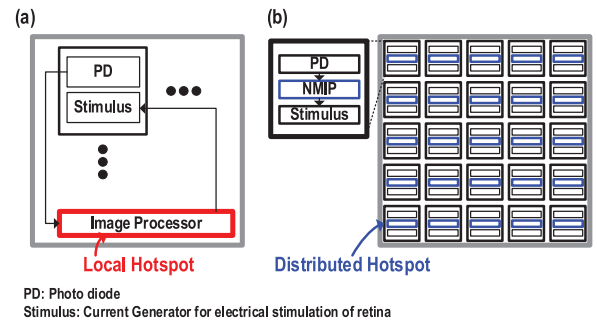 (a)
PD
Stimulus
Image Processor
Local Hotspot
(b)
PD
NMIP
Stimulus
Distributed Hotspot
PD: Photo diode
Stimulus: Current Generator for electrical stimulation of retina